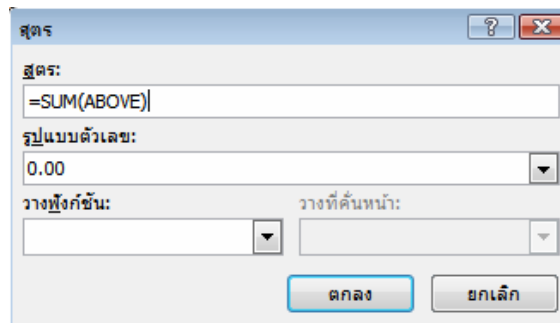 สูตร
สูตร:
=SUM(ABOVE)
รูปแบบตัวเลข:
0.00
วางฟังก์ชัน: วางที่คั่นหน้า:
ตกลง ยกเลิก